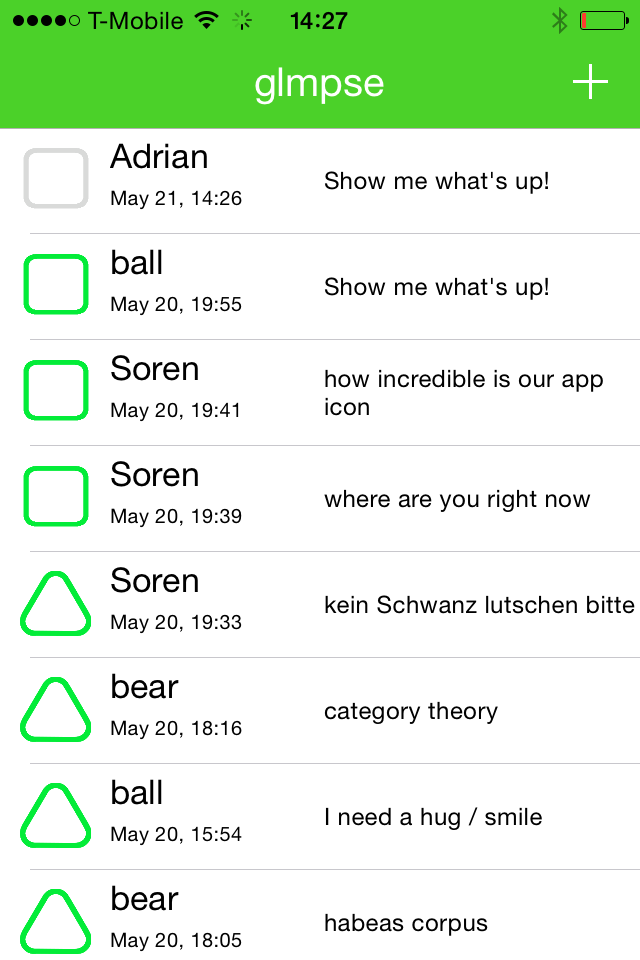 T-Mobile 14:27
glmpse
Adrian
May 21, 14:26
Show me what's up!
ball
May 20, 19:55
Show me what's up!
Soren
May 20, 19:41
how incredible is our app
icon
Soren
May 20, 19:39
where are you right now
Soren
May 20, 19:33
kein Schwanz lutschen bitte
bear
May 20, 18:16
category theory
ball
May 20, 15:54
I need a hug / smile
bear
May 20, 18:05
habeas corpus